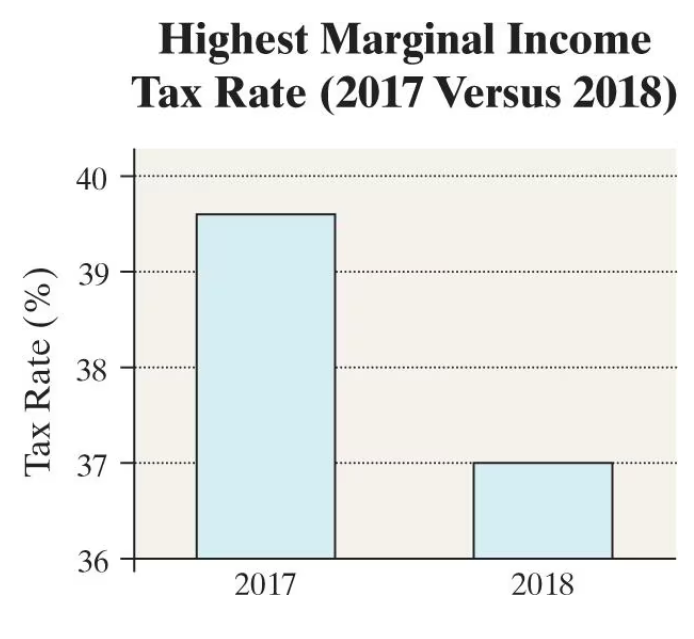 Highest Marginal Income
Tax Rate (2017 Versus 2018)
Tax Rate (%)
40
39
38
37
36
2017
2018